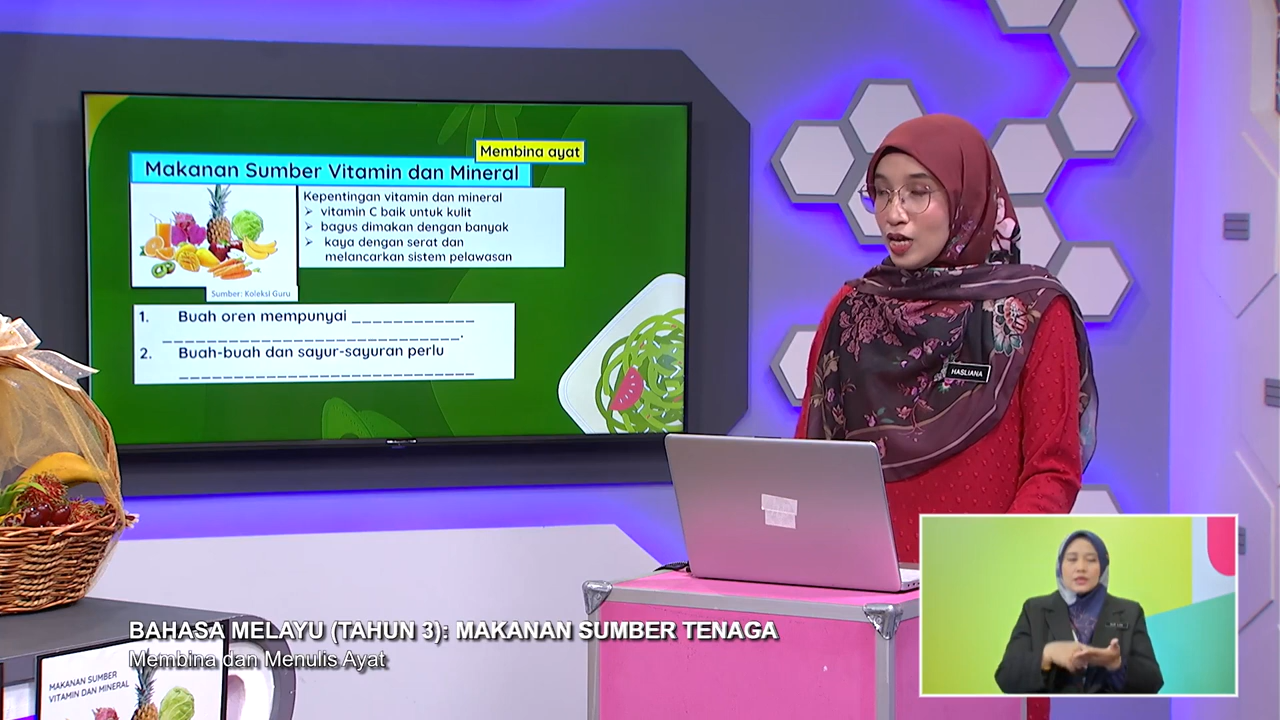 Membina ayat
Makanan Sumber Vitamin dan Mineral
Kepentingan vitamin dan mineral
➢ vitamin C baik untuk kulit
➢ bagus dimakan dengan banyak
➢ kaya dengan serat dan
melancarkan sistem pelawasan
Sumber: Koleksi Guru
1. Buah oren mempunyai _ _ _ _ _ _ _ _ _ _ _ _
_ _ _ _ _ _ _ _ _ _ _ _ _ _ _ _ _ _ _ _ _ _ _ _ _ _ _ _.
2. Buah-buah dan sayur-sayuran perlu
_ _ _ _ _ _ _ _ _ _ _ _ _ _ _ _ _ _ _ _ _ _ _ _ _ _ _ _
HASLIANA
BAHASA MELAYU (TAHUN 3): MAKANAN SUMBER TENAGA
Membina dan Menulis Ayat
MAKANAN SUMBER
VITAMIN DAN MINERAL